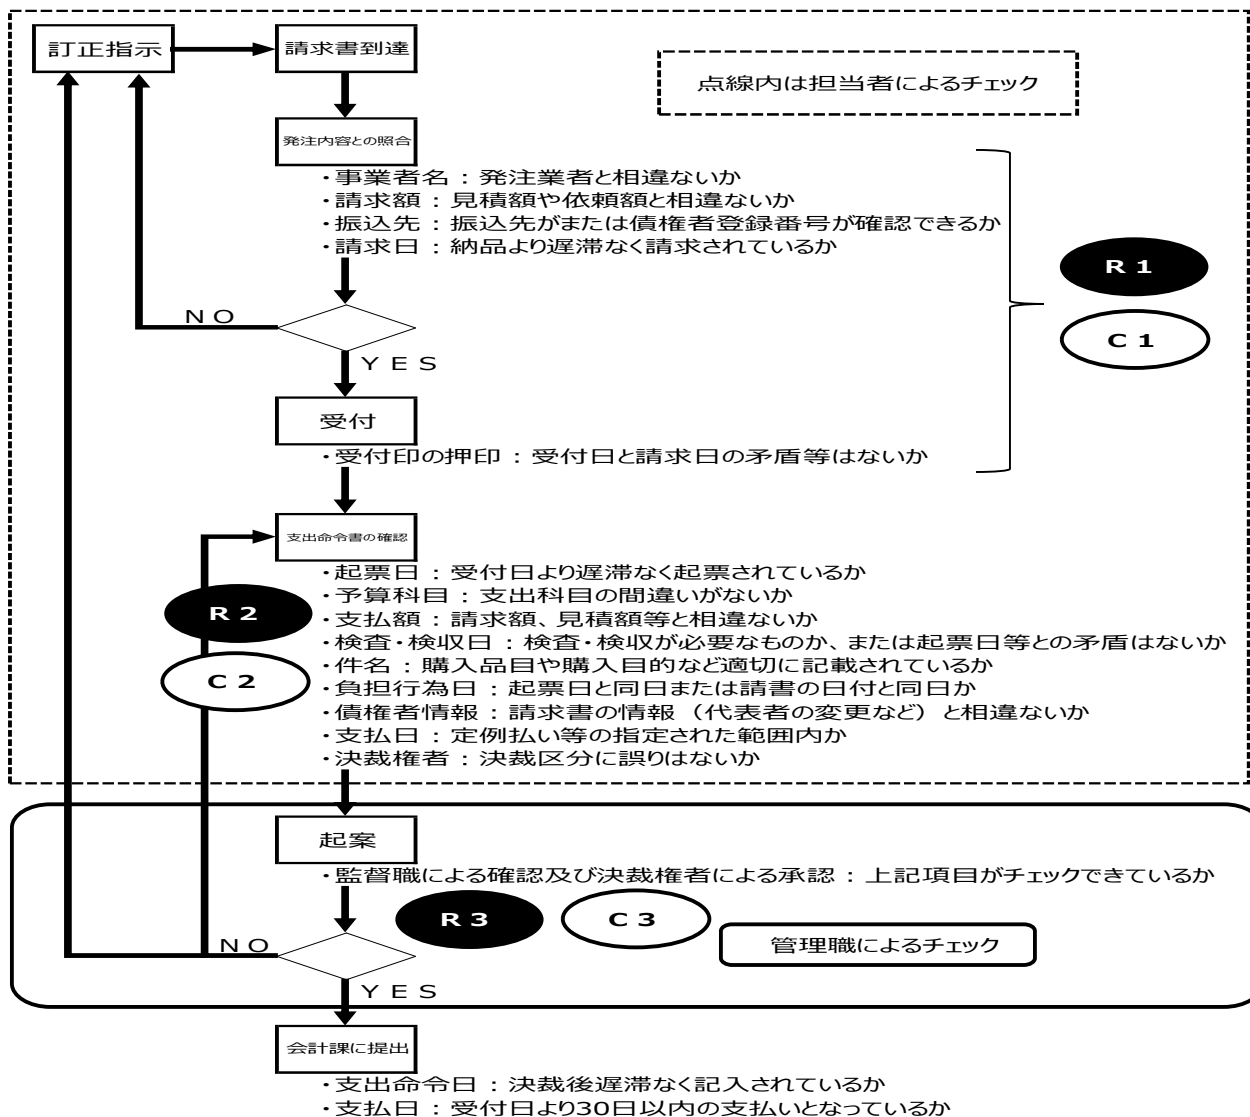 訂正指示
請求書到達
点線内は担当者によるチェック
発注内容との照合
・事業者名：発注業者と相違ないか
・請求額：見積額や依頼額と相違ないか
・振込先：振込先がまたは債権者登録番号が確認できるか
・請求日：納品より遅滞なく請求されているか
R1
C1
NO
YES
受付
・受付印の押印：受付日と請求日の矛盾等はないか
支出命令書の確認
・起票日：受付日より遅滞なく起票されているか
・予算科目：支出科目の間違いがないか
・支払額：請求額、見積額等と相違ないか
・検査・検収日：検査・検収が必要なものか、または起票日等との矛盾はないか
・件名：購入品目や購入目的など適切に記載されているか
・負担行為日：起票日と同日または請書の日付と同日か
・債権者情報：請求書の情報（代表者の変更など）と相違ないか
・支払日：定例払い等の指定された範囲内か
・決裁権者：決裁区分に誤りはないか
R2
C2
起案
・監督職による確認及び決裁権者による承認：上記項目がチェックできているか
R3
C3
管理職によるチェック
NO
YES
会計課に提出
・支出命令日：決裁後遅滞なく記入されているか
・支払日：受付日より30日以内の支払いとなっているか